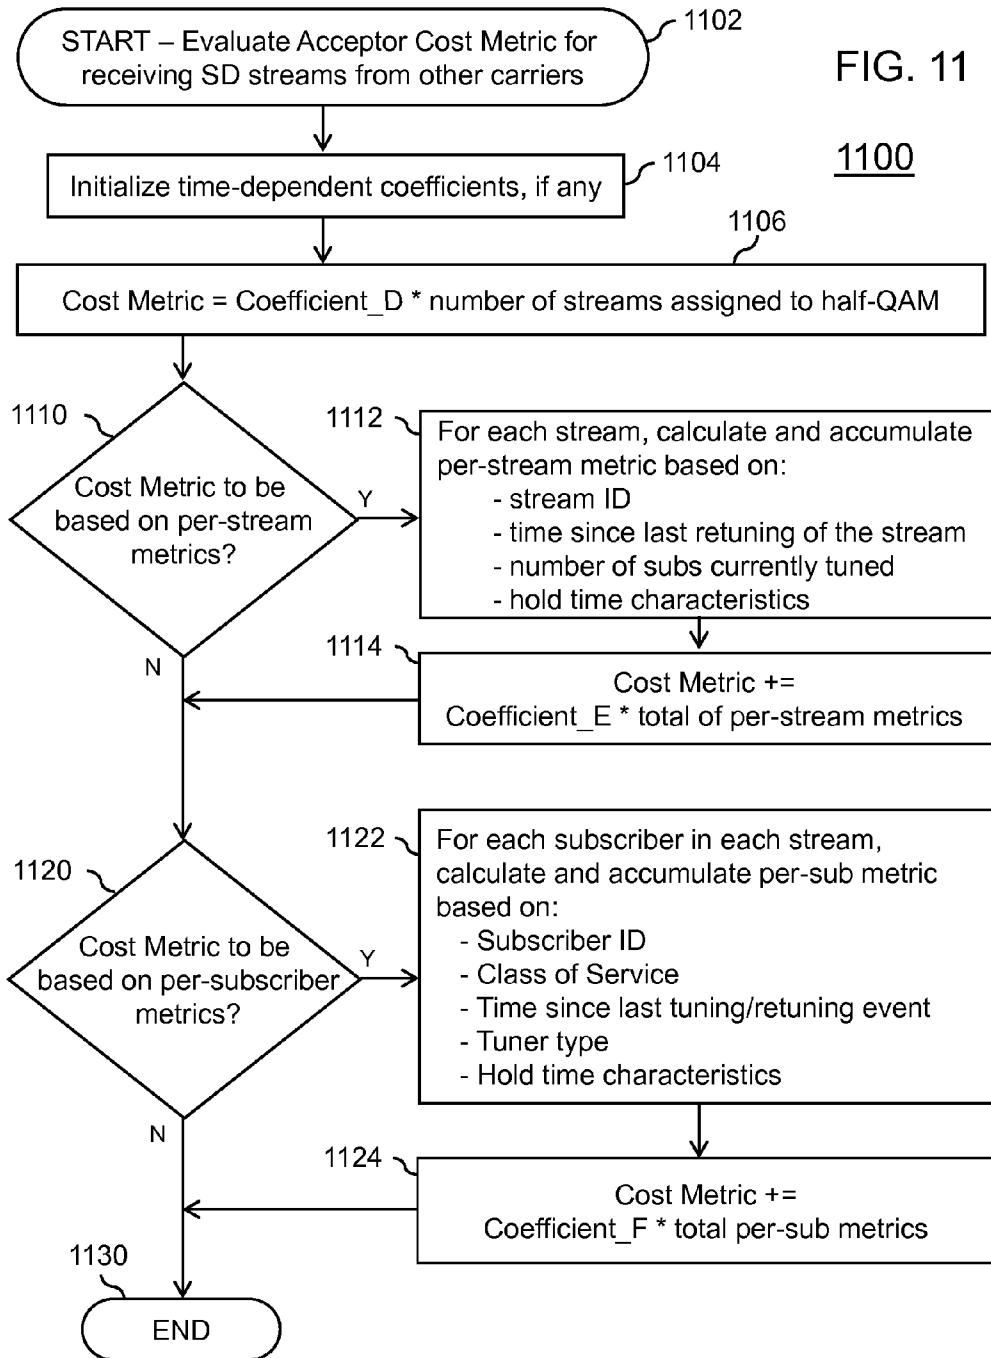 1102
START – Evaluate Acceptor Cost Metric for
receiving SD streams from other carriers
FIG. 11
1100
1104
Initialize time-dependent coefficients, if any
1106
Cost Metric = Coefficient_D * number of streams assigned to half-QAM
1110
Cost Metric to be
based on per-stream
metrics?
Y
N
1112
For each stream, calculate and accumulate
per-stream metric based on:
- stream ID
- time since last retuning of the stream
- number of subs currently tuned
- hold time characteristics
1114
Cost Metric +=
Coefficient_E * total of per-stream metrics
1120
Cost Metric to be
based on per-subscriber
metrics?
Y
N
1122
For each subscriber in each stream,
calculate and accumulate per-sub metric
based on:
- Subscriber ID
- Class of Service
- Time since last tuning/retuning event
- Tuner type
- Hold time characteristics
1124
Cost Metric +=
Coefficient_F * total per-sub metrics
1130
END